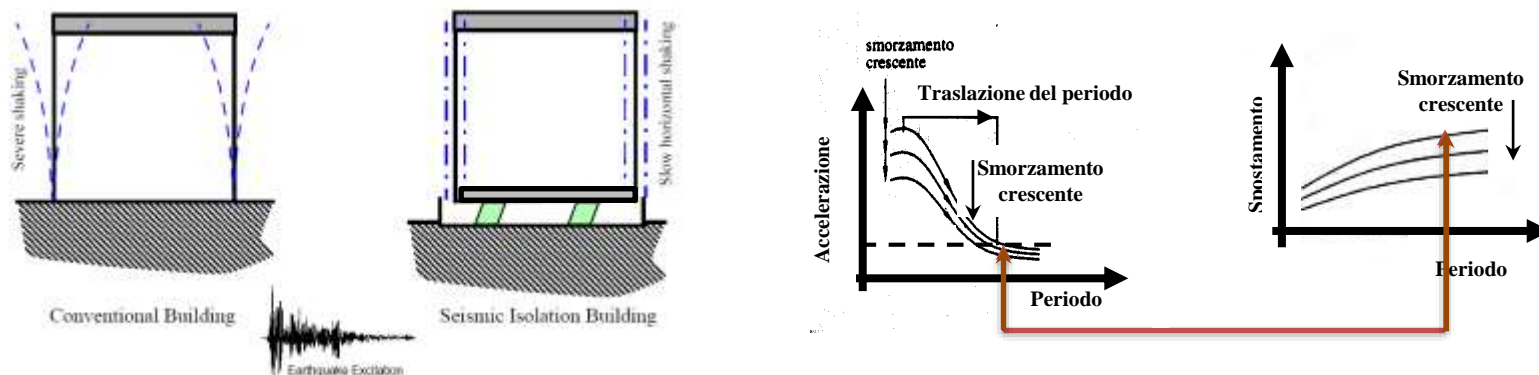 Severe shaking
Slow horizontal shaking
Conventional Building
Seismic Isolation Building
Earthquake Excitation
smorzamento
crescente
Traslazione del periodo
Smorzamento
crescente
Accelerazione
Periodo
Smorzamento
crescente
Spostamento
Periodo